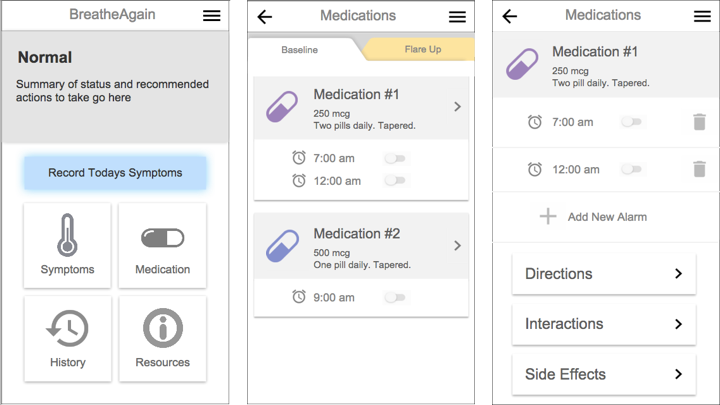 BreatheAgain
Normal
Summary of status and recommended
actions to take go here
Record Todays Symptoms
Symptoms
Medication
History
Resources
Medications
Baseline
Flare Up
Medication #1
250 mcg
Two pills daily. Tapered.
7:00 am
12:00 am
Medication #2
500 mcg
One pill daily. Tapered.
9:00 am
Medications
Medication #1
250 mcg
Two pill daily. Tapered.
7:00 am
12:00 am
Add New Alarm
Directions
Interactions
Side Effects